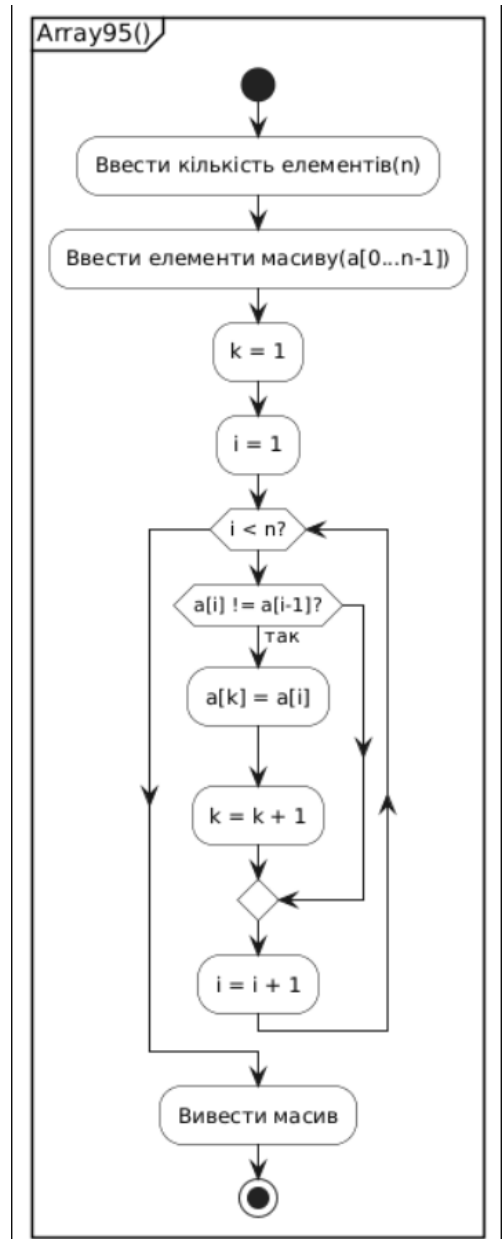 Array95()
Ввести кількість елементів(n)
Ввести елементи масиву(a[0...n-1])
k = 1
i = 1
i < n?
a[i] != a[i-1]?
так
a[k] = a[i]
k = k + 1
i = i + 1
Вивести масив